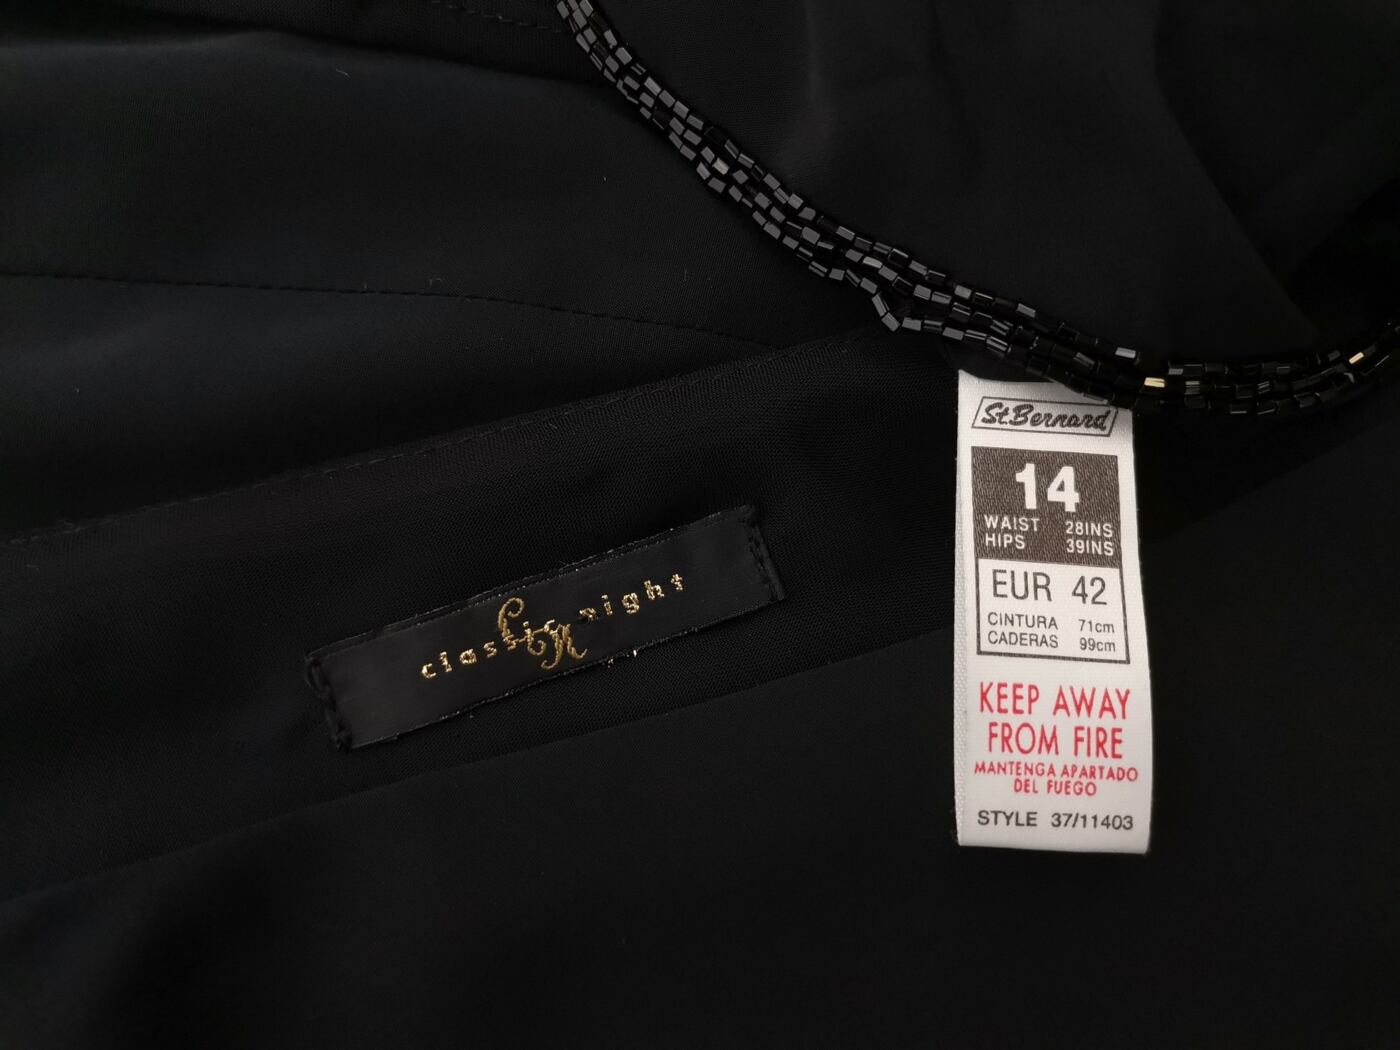 classic knight
St.Bernard
14
WAIST 28INS
HIPS 39INS
EUR 42
CINTURA 71cm
CADERAS 99cm
KEEP AWAY
FROM FIRE
MANTENGA APARTADO
DEL FUEGO
STYLE 37/11403